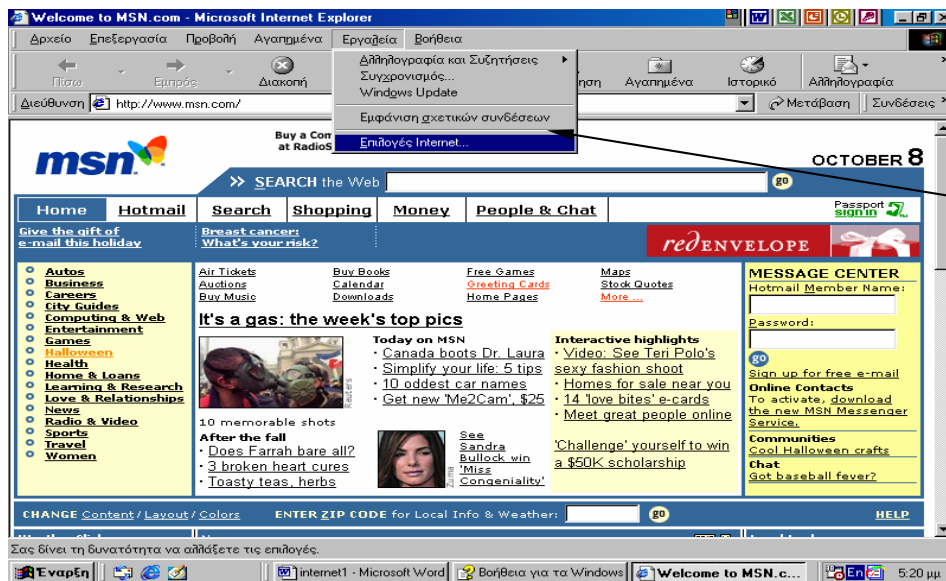 Welcome to MSN.com - Microsoft Internet Explorer
Αρχείο Επεξεργασία Προβολή Αγαπημένα Εργαλεία Βοήθεια
Πίσω Εμπρός Διακοπή Αγαπημένα Ιστορικό Αλληλογραφία
Αλληλογραφία και Συζητήσεις
Συγχρονισμός...
Windows Update
Εμφάνιση σχετικών συνδέσεων
Επιλογές Internet...
Διεύθυνση http://www.msn.com/ Μετάβαση Συνδέσεις
msn
Buy a Com
at RadioS
OCTOBER 8
>> SEARCH the Web go
Home Hotmail Search Shopping Money People & Chat Passport sign in
Give the gift of
e-mail this holiday
Breast cancer:
What's your risk?
redENVELOPE
Autos
Business
Careers
City Guides
Computing & Web
Entertainment
Games
Halloween
Health
Home & Loans
Learning & Research
Love & Relationships
News
Radio & Video
Sports
Travel
Women
Air Tickets Buy Books Free Games Maps
Auctions Calendar Greeting Cards Stock Quotes
Buy Music Downloads Home Pages More ...
It's a gas: the week's top pics
Reuters
10 memorable shots
After the fall
· Does Farrah bare all?
· 3 broken heart cures
· Toasty teas, herbs
Today on MSN
· Canada boots Dr. Laura
· Simplify your life: 5 tips
· 10 oddest car names
· Get new 'Me2Cam', $25
Zuma
See
Sandra
Bullock win
'Miss
Congeniality'
Interactive highlights
· Video: See Teri Polo's
sexy fashion shoot
· Homes for sale near you
· 14 'love bites' e-cards
· Meet great people online
'Challenge' yourself to win
a $50K scholarship
MESSAGE CENTER
Hotmail Member Name:
Password:
go
Sign up for free e-mail
Online Contacts
To activate, download
the new MSN Messenger
Service.
Communities
Cool Halloween crafts
Chat
Got baseball fever?
CHANGE Content / Layout / Colors ENTER ZIP CODE for Local Info & Weather: go HELP
Σας δίνει τη δυνατότητα να αλλάξετε τις επιλογές.
Έναρξη internet1 - Microsoft Word Βοήθεια για τα Windows Welcome to MSN.c... En 5:20 μμ